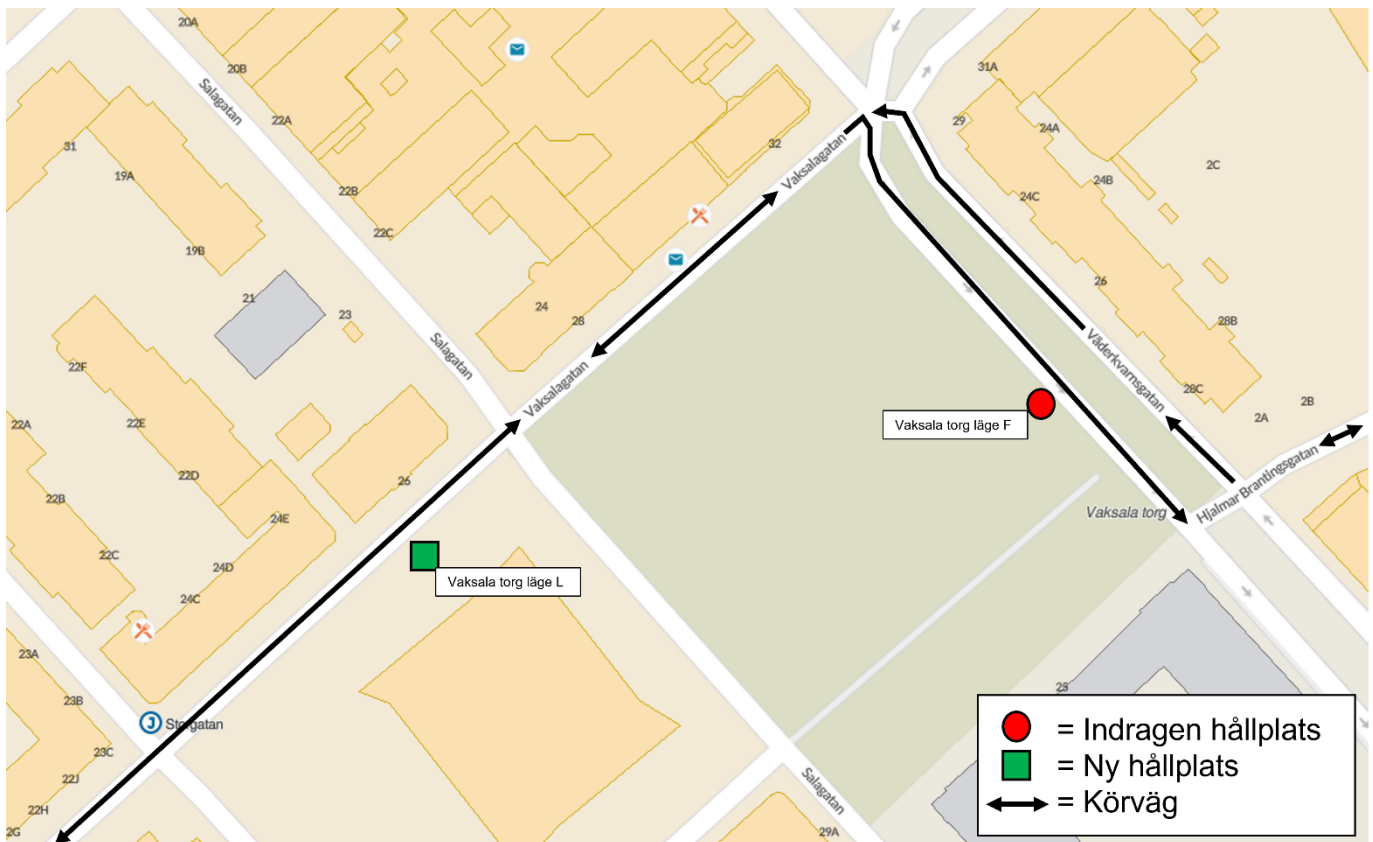 20A
20B
Salagatan
22A
31
19A
22B
22C
19B
21
23
32
Vaksalagatan
31A
29
24A
2C
24B
24C
26
28B
28C
2A
2B
Väderkvarnsgatan
Hjalmar Brantingsgatan
24
28
Salagatan
Vaksalagatan
22F
22A
22E
22B
22D
26
24E
22C
24D
24C
Vaksala torg läge F
Vaksala torg
Vaksala torg läge L
23A
23B
Storgatan
23C
22J
22H
2G
25
Salagatan
29A
= Indragen hållplats
= Ny hållplats
= Körväg